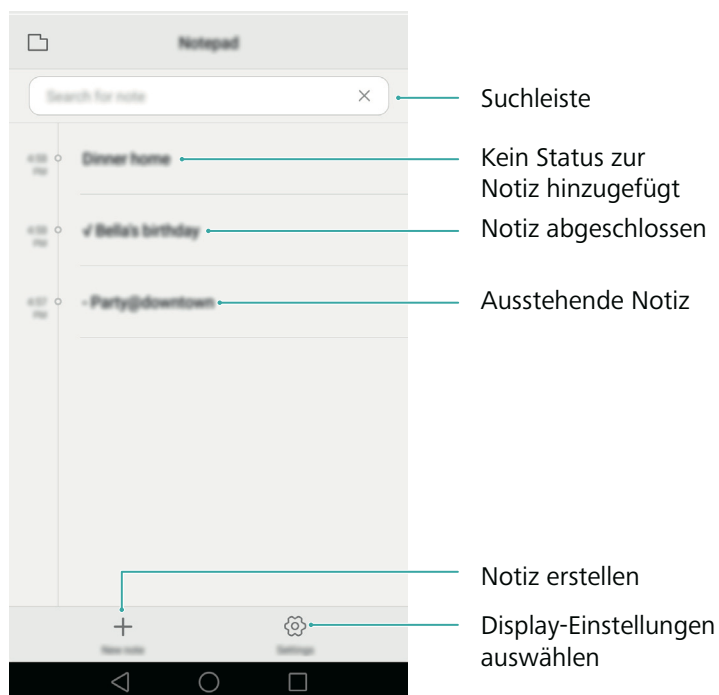 Notepad
Search for note
Suchleiste
Dinner home
Kein Status zur
Notiz hinzugefügt
√ Bella's birthday
Notiz abgeschlossen
- Party@downtown
Ausstehende Notiz
Notiz erstellen
New note
Settings
Display-Einstellungen
auswählen